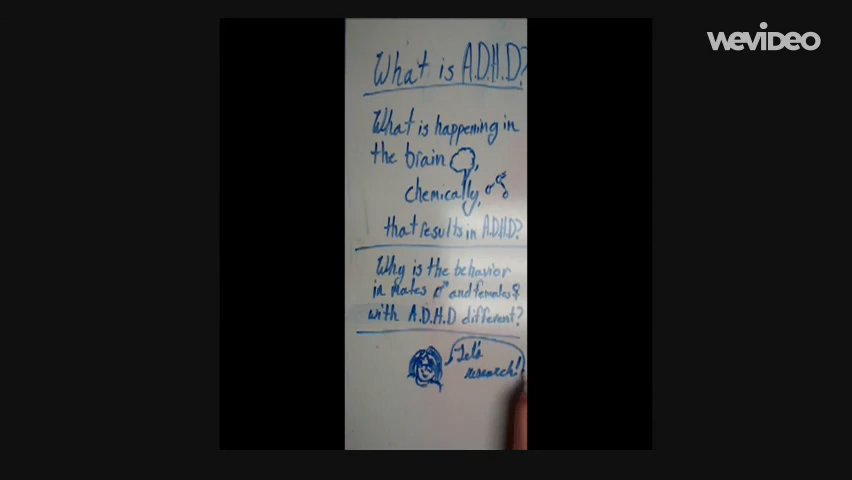 WEVIDEO
What is A.D.H.D?
What is happening in
the brain,
chemically,
that results in A.D.H.D?
Why is the behavior
in males ♂ and females ♀
with A.D.H.D different?
Let's
research!